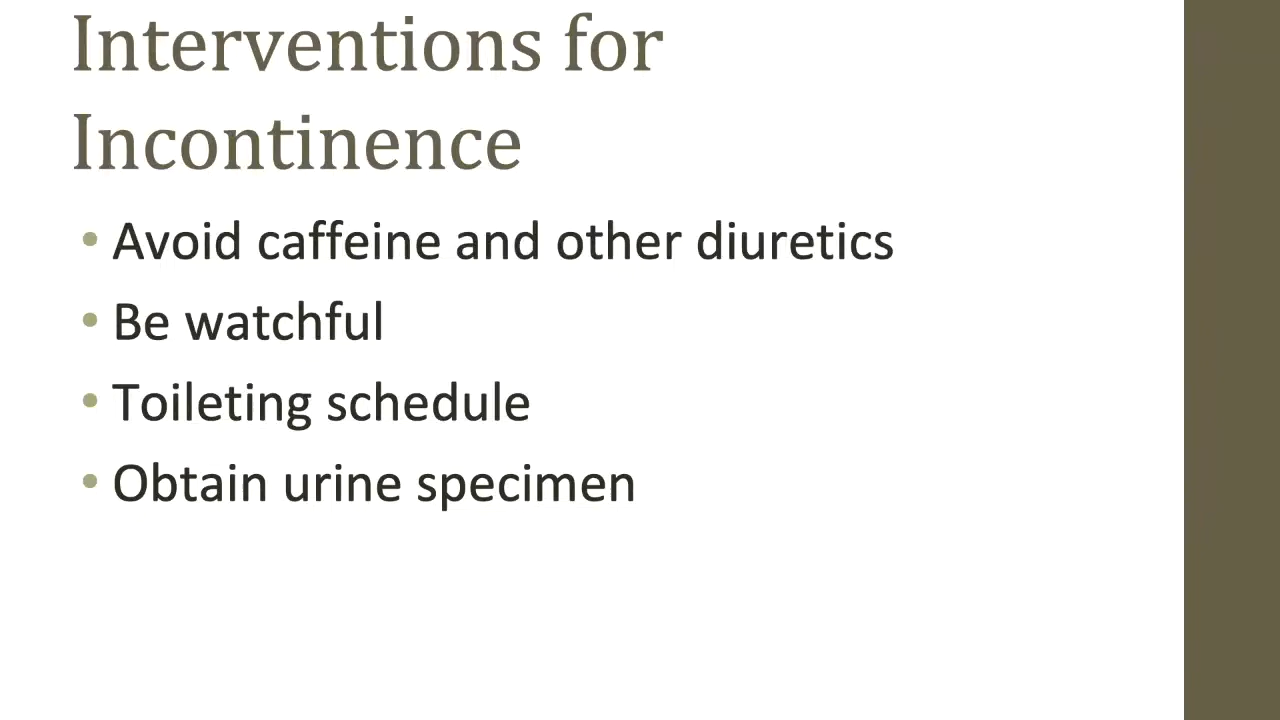 Interventions for
Incontinence
• Avoid caffeine and other diuretics
• Be watchful
• Toileting schedule
• Obtain urine specimen